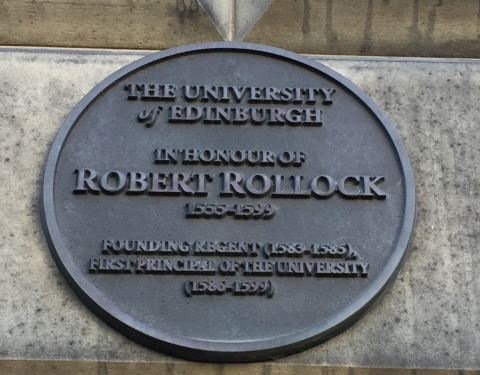 THE UNIVERSITY
of EDINBURGH
IN HONOUR OF
ROBERT ROLLOCK
1555-1599
FOUNDING REGENT (1583-1585),
FIRST PRINCIPAL OF THE UNIVERSITY
(1586-1599)